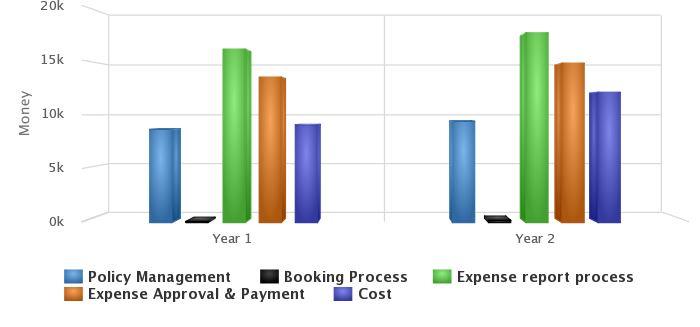 20k
15k
10k
5k
0k
Money
Year 1
Year 2
Policy Management
Booking Process
Expense report process
Expense Approval & Payment
Cost